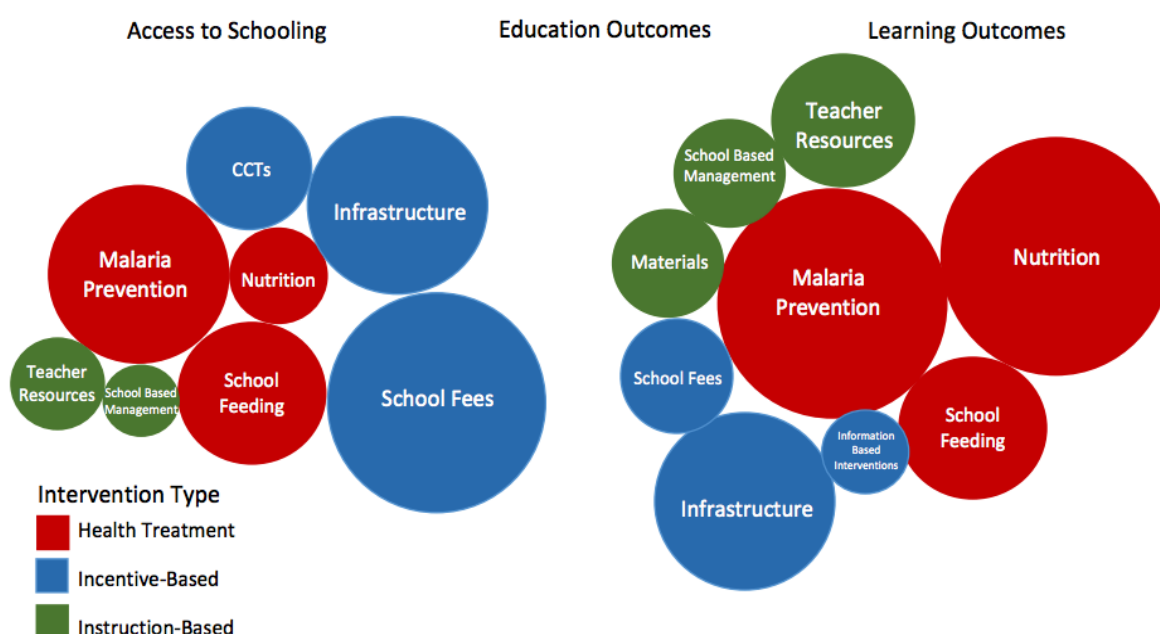 Access to Schooling
Education Outcomes
Learning Outcomes
CCTs
Infrastructure
Malaria
Prevention
Nutrition
School
Feeding
School Fees
Teacher
Resources
School Based
Management
Teacher
Resources
School Based
Management
Materials
Malaria
Prevention
Nutrition
School Fees
School
Feeding
Information
Based
Interventions
Infrastructure
Intervention Type
Health Treatment
Incentive-Based
Instruction-Based